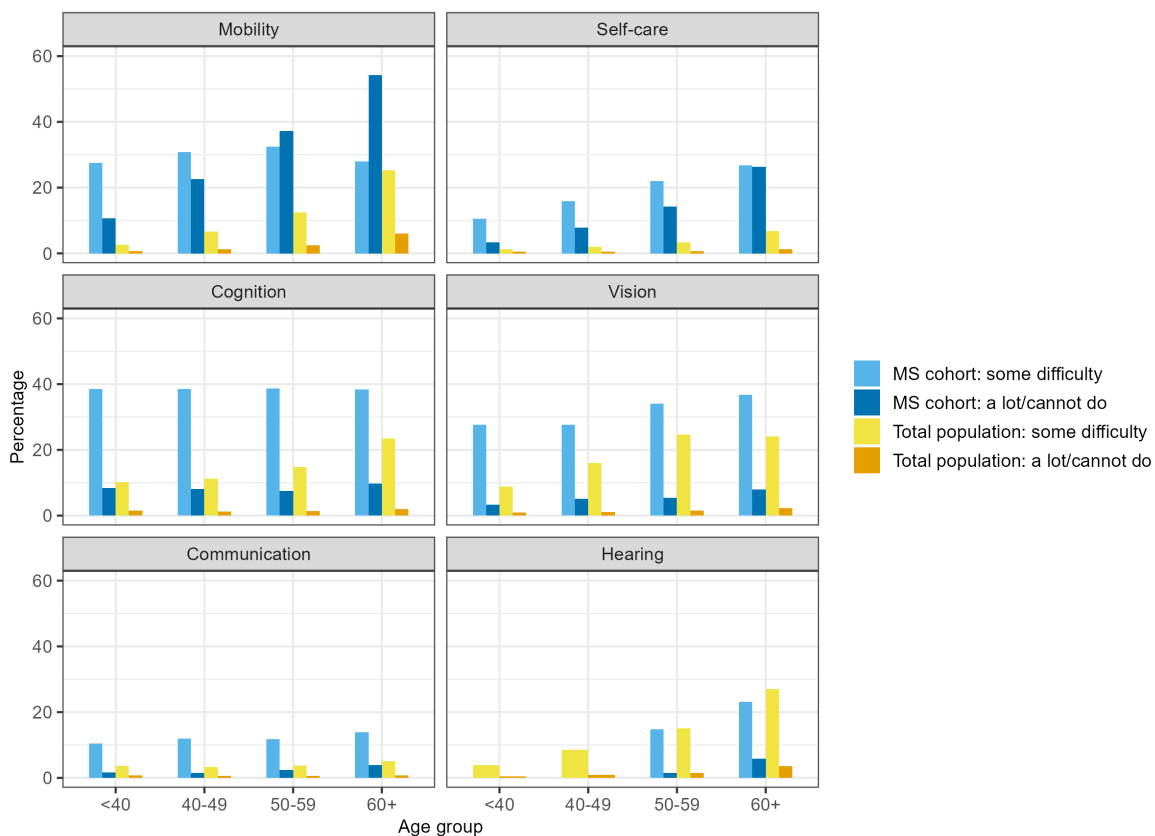 Mobility
Self-care
60
40
20
0
Cognition
Vision
60
40
20
0
Communication
Hearing
60
40
20
0
<40
40-49
50-59
60+
<40
40-49
50-59
60+
Age group
Percentage
MS cohort: some difficulty
MS cohort: a lot/cannot do
Total population: some difficulty
Total population: a lot/cannot do